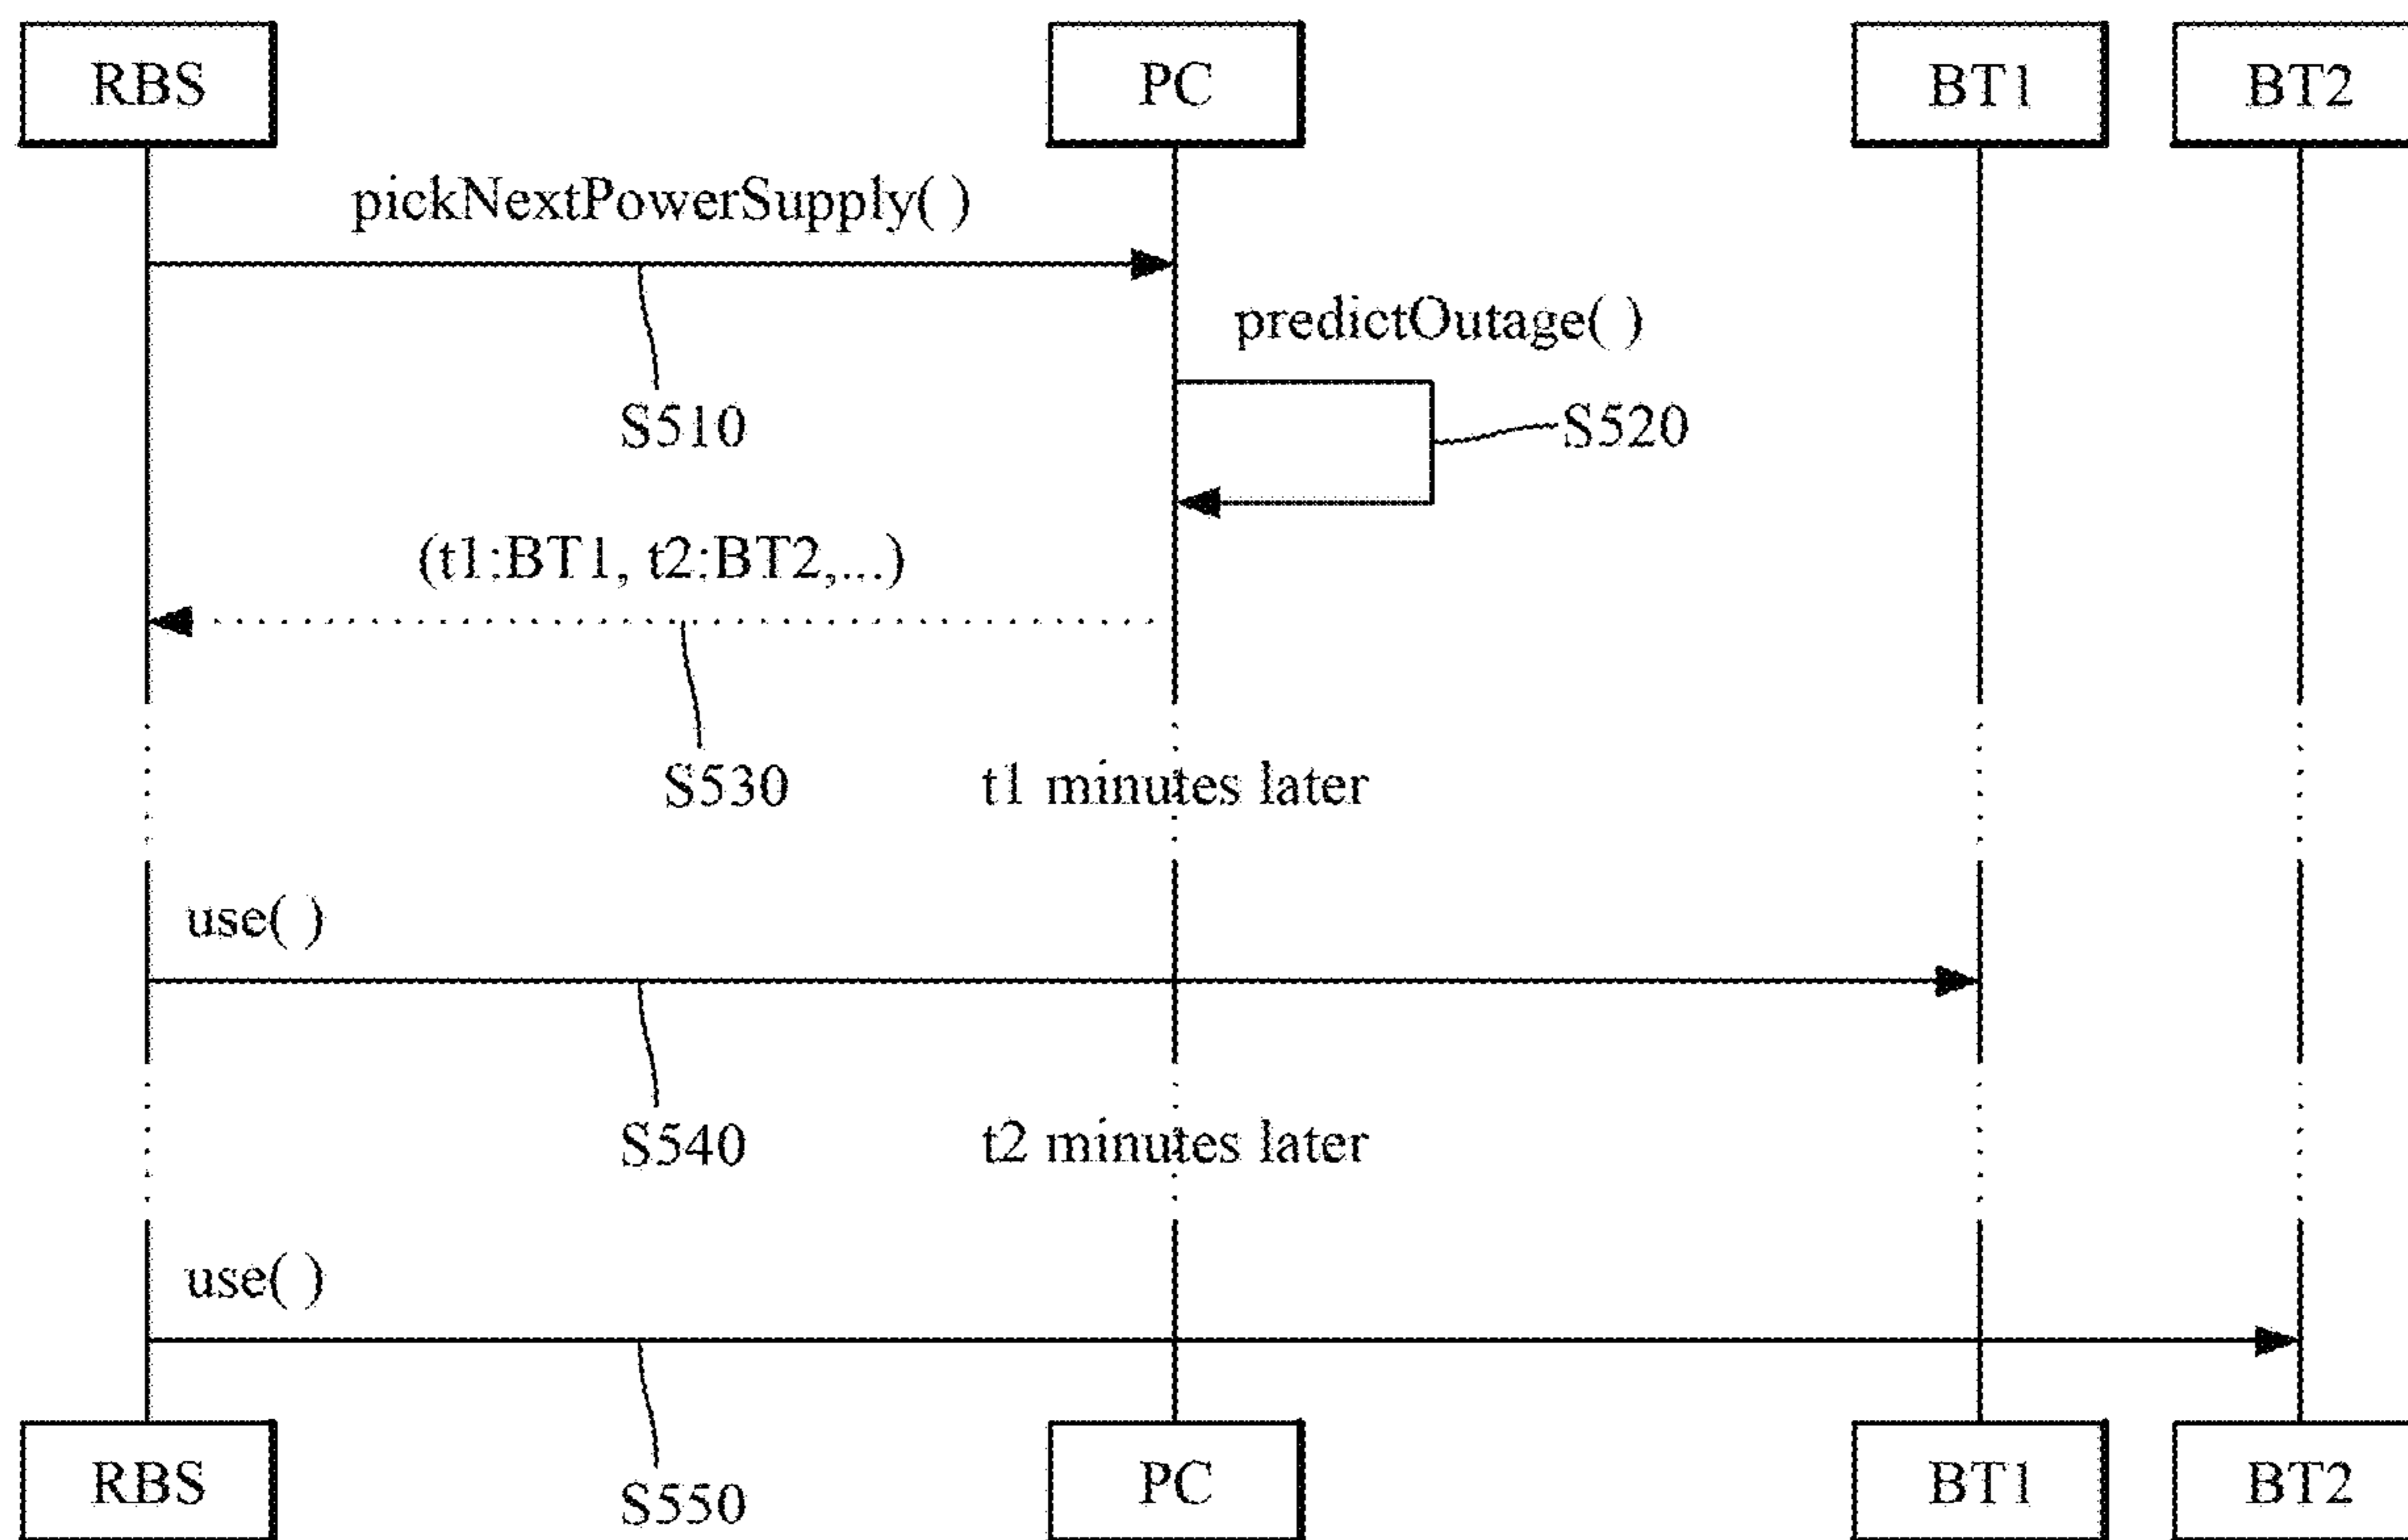 RBS PC BT1 BT2
pickNextPowerSupply( )
predictOutage( )
S510
S520
(t1:BT1, t2:BT2,...)
S530
t1 minutes later
use( )
S540
t2 minutes later
use( )
S550
RBS PC BT1 BT2